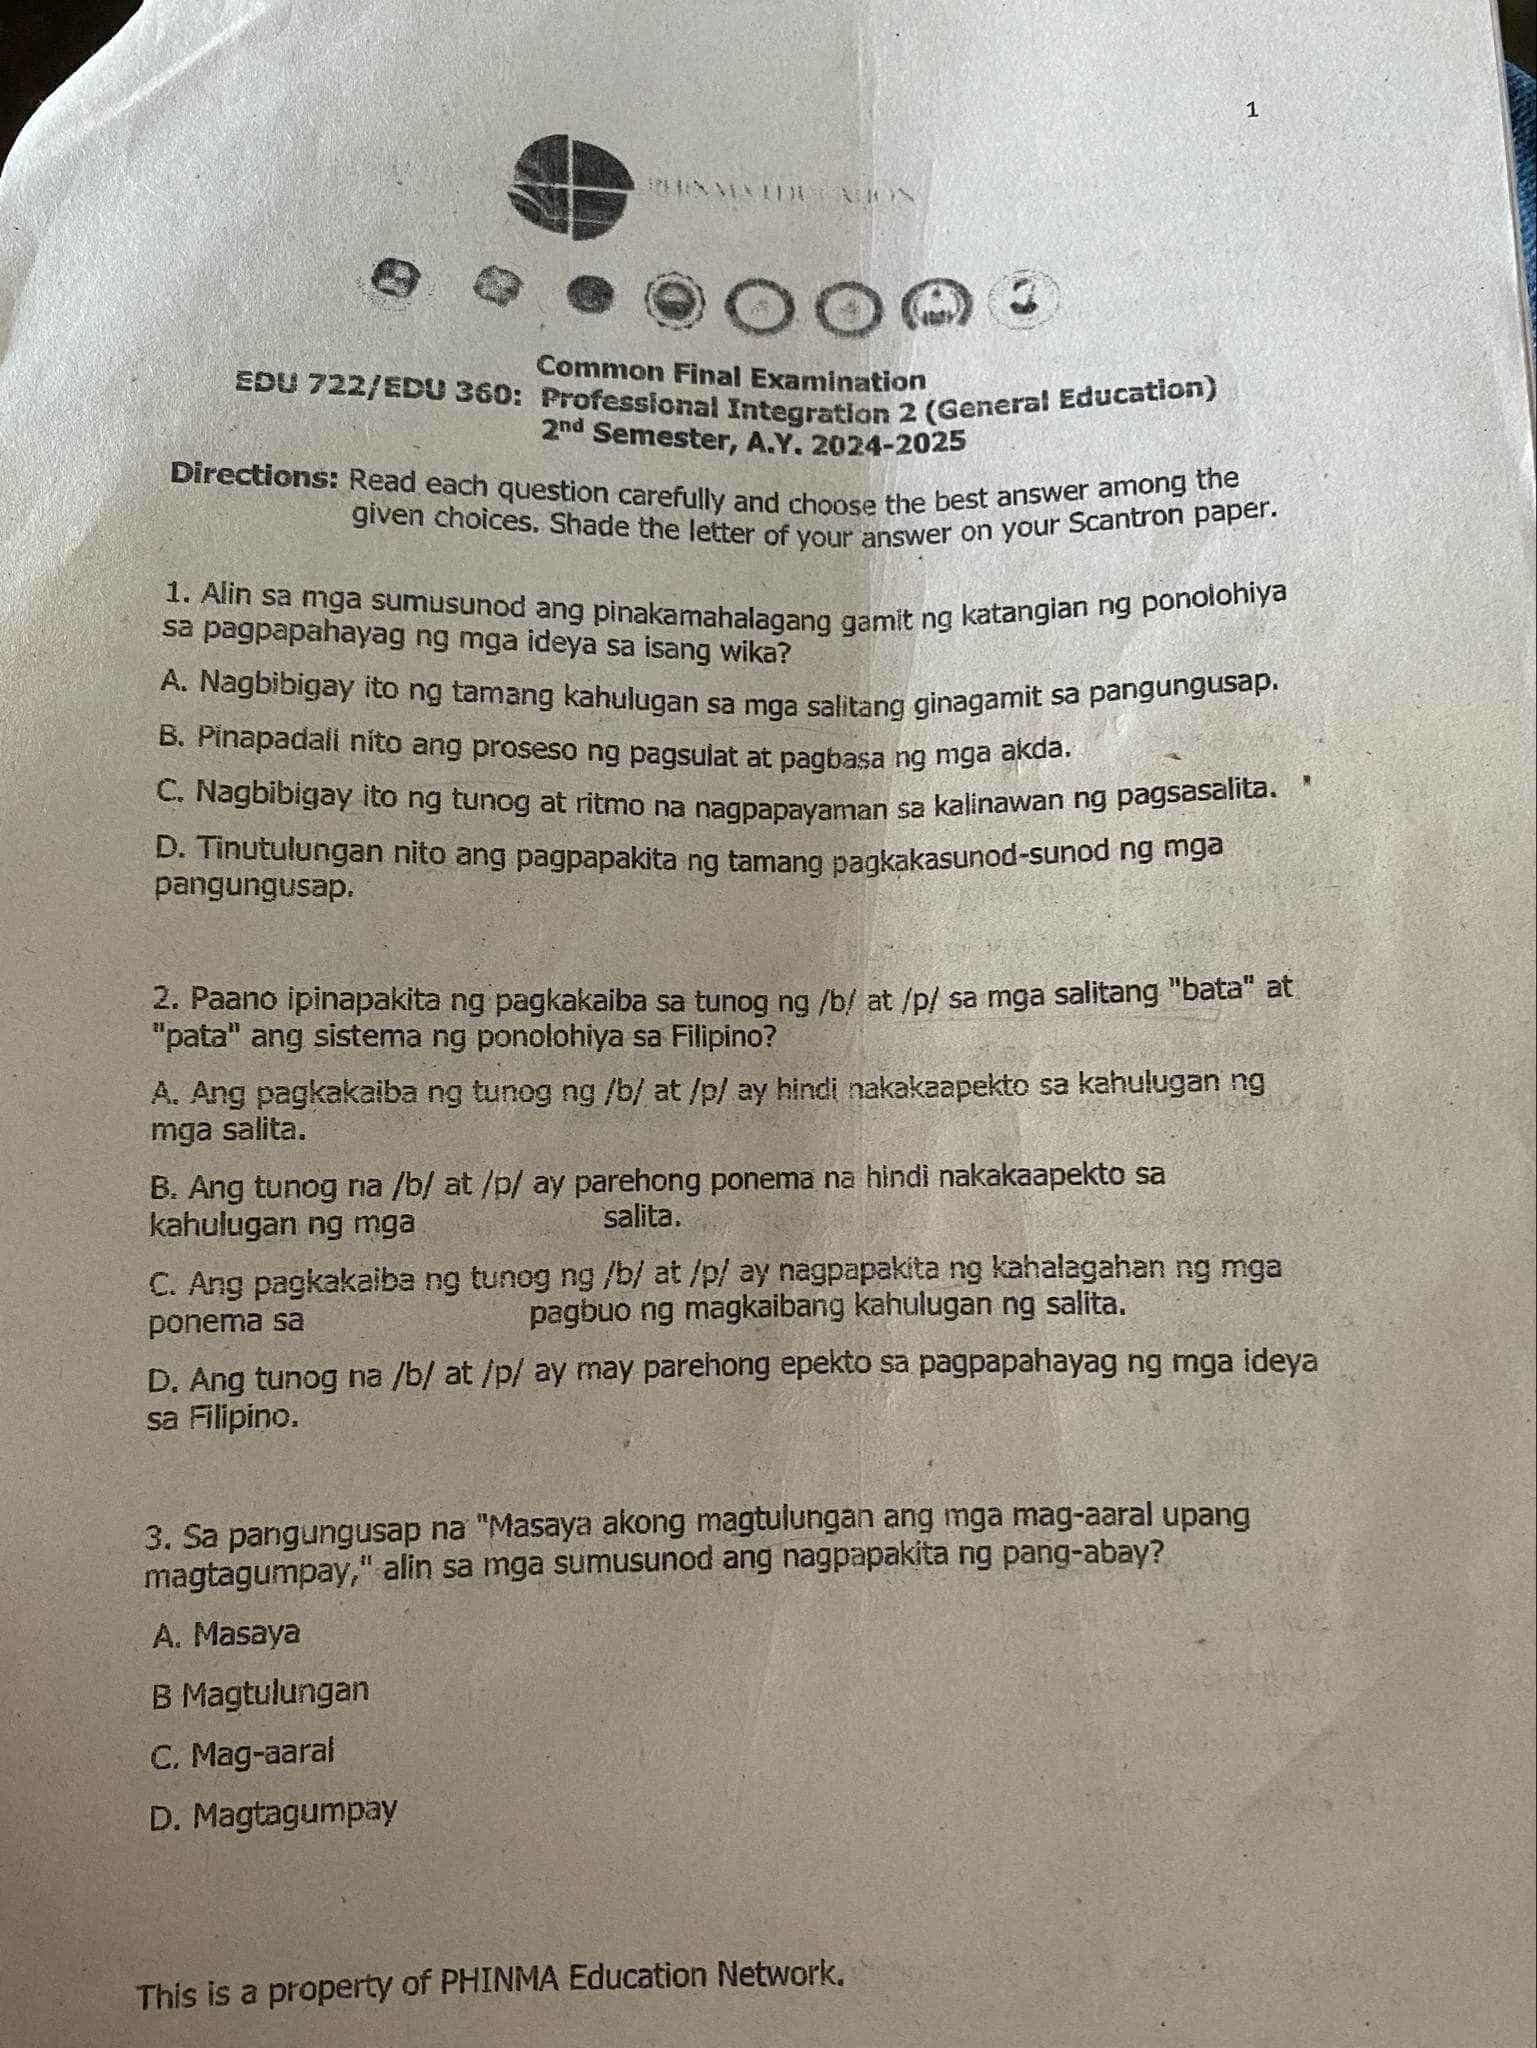 1
PHINMA EDUCATION
Common Final Examination
EDU 722/EDU 360: Professional Integration 2 (General Education)
2nd Semester, A.Y. 2024-2025
Directions: Read each question carefully and choose the best answer among the
given choices. Shade the letter of your answer on your Scantron paper.
1. Alin sa mga sumusunod ang pinakamahalagang gamit ng katangian ng ponolohiya
sa pagpapahayag ng mga ideya sa isang wika?
A. Nagbibigay ito ng tamang kahulugan sa mga salitang ginagamit sa pangungusap.
B. Pinapadali nito ang proseso ng pagsulat at pagbasa ng mga akda.
C. Nagbibigay ito ng tunog at ritmo na nagpapayaman sa kalinawan ng pagsasalita.
D. Tinutulungan nito ang pagpapakita ng tamang pagkakasunod-sunod ng mga
pangungusap.
2. Paano ipinapakita ng pagkakaiba sa tunog ng /b/ at /p/ sa mga salitang "bata" at
"pata" ang sistema ng ponolohiya sa Filipino?
A. Ang pagkakaiba ng tunog ng /b/ at /p/ ay hindi nakakaapekto sa kahulugan ng
mga salita.
B. Ang tunog na /b/ at /p/ ay parehong ponema na hindi nakakaapekto sa
kahulugan ng mga salita.
C. Ang pagkakaiba ng tunog ng /b/ at /p/ ay nagpapakita ng kahalagahan ng mga
ponema sa pagbuo ng magkaibang kahulugan ng salita.
D. Ang tunog na /b/ at /p/ ay may parehong epekto sa pagpapahayag ng mga ideya
sa Filipino.
3. Sa pangungusap na "Masaya akong magtulungan ang mga mag-aaral upang
magtagumpay," alin sa mga sumusunod ang nagpapakita ng pang-abay?
A. Masaya
B Magtulungan
C. Mag-aaral
D. Magtagumpay
This is a property of PHINMA Education Network.